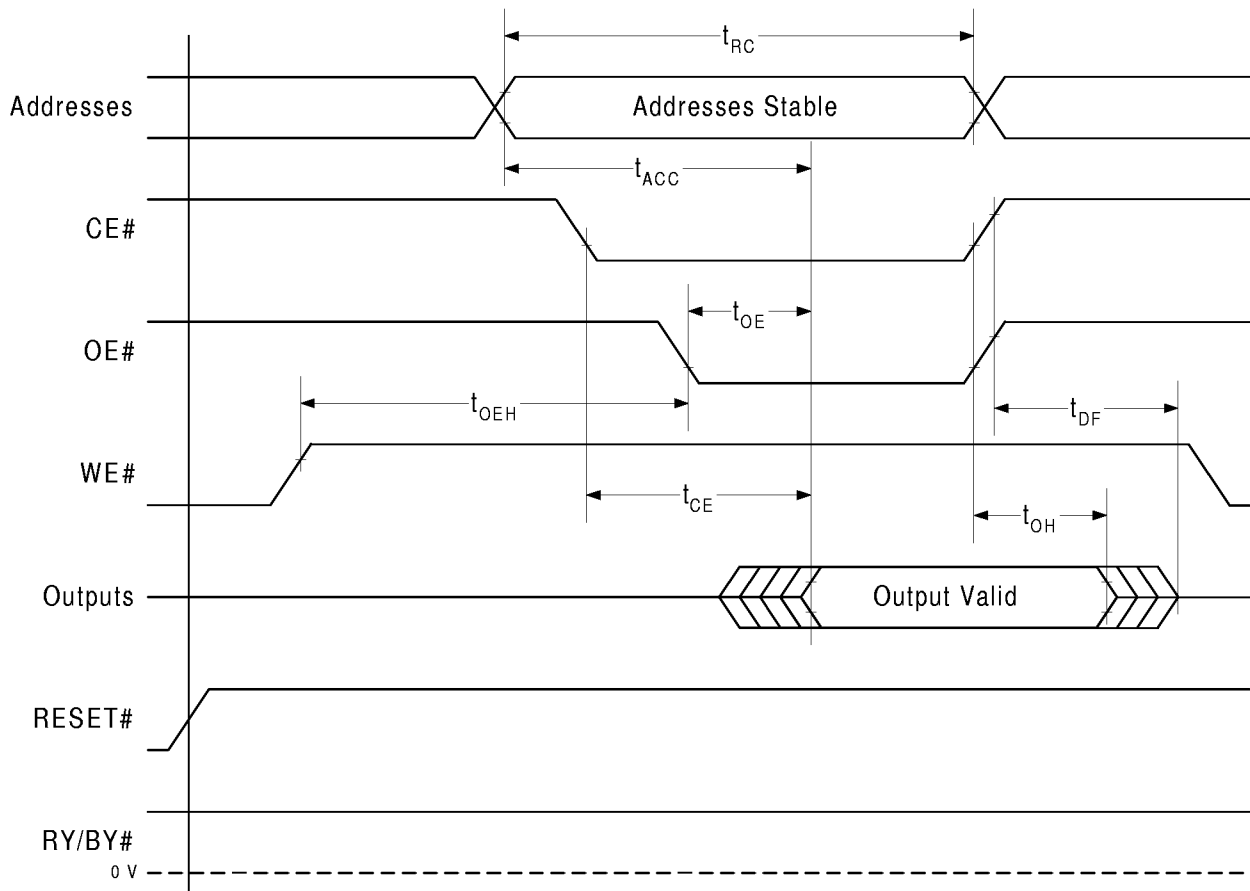 tRC
Addresses
Addresses Stable
tACC
CE#
tOE
OE#
tOEH
tDF
WE#
tCE
tOH
Outputs
Output Valid
RESET#
RY/BY#
0 V